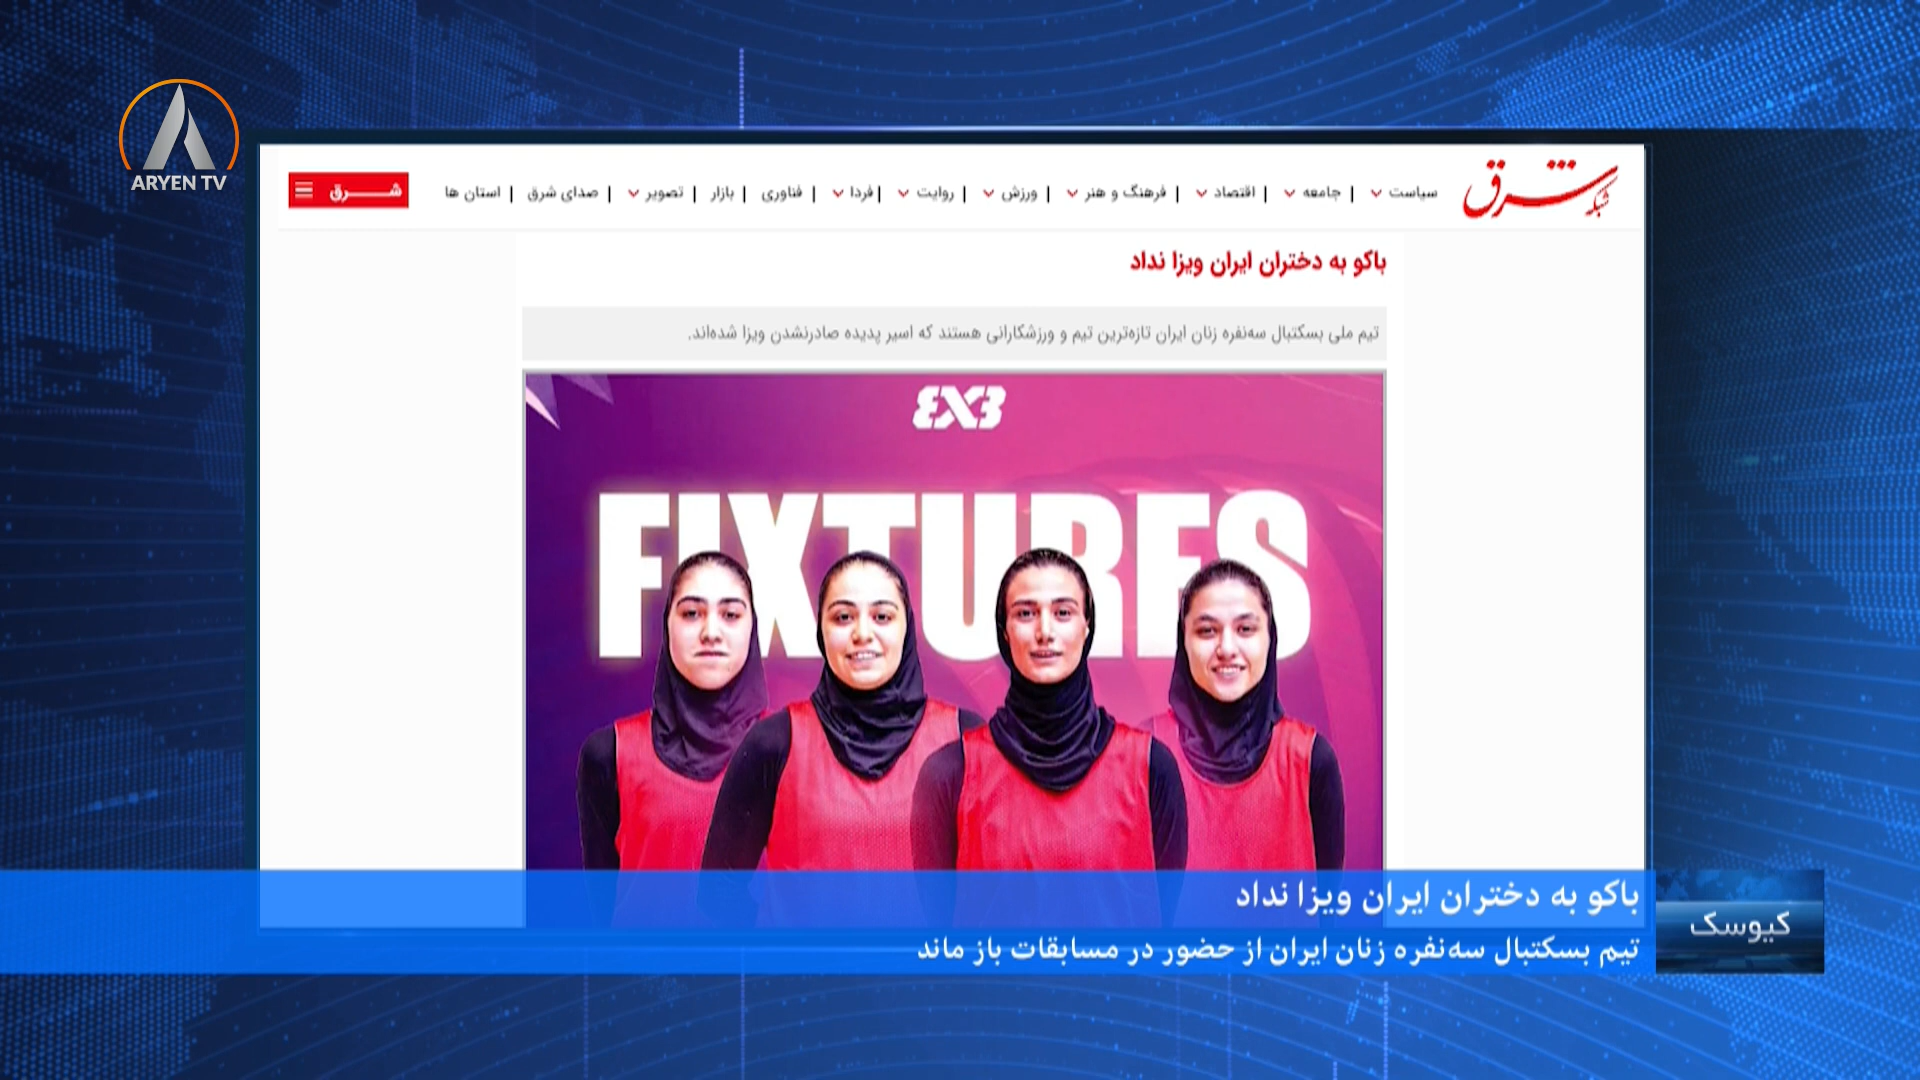 ARYEN TV
شبکه شرق
سیاست | جامعه | اقتصاد | فرهنگ و هنر | ورزش | روایت | فردا | فناوری | بازار | تصویر | صدای شرق | استان ها
شرق
باکو به دختران ایران ویزا نداد
تیم ملی بسکتبال سه‌نفره زنان ایران تازه‌ترین تیم و ورزشکارانی هستند که اسیر پدیده صادرنشدن ویزا شده‌اند.
3X3
FIXTURES
باکو به دختران ایران ویزا نداد
تیم بسکتبال سه‌نفره زنان ایران از حضور در مسابقات باز ماند
کیوسک